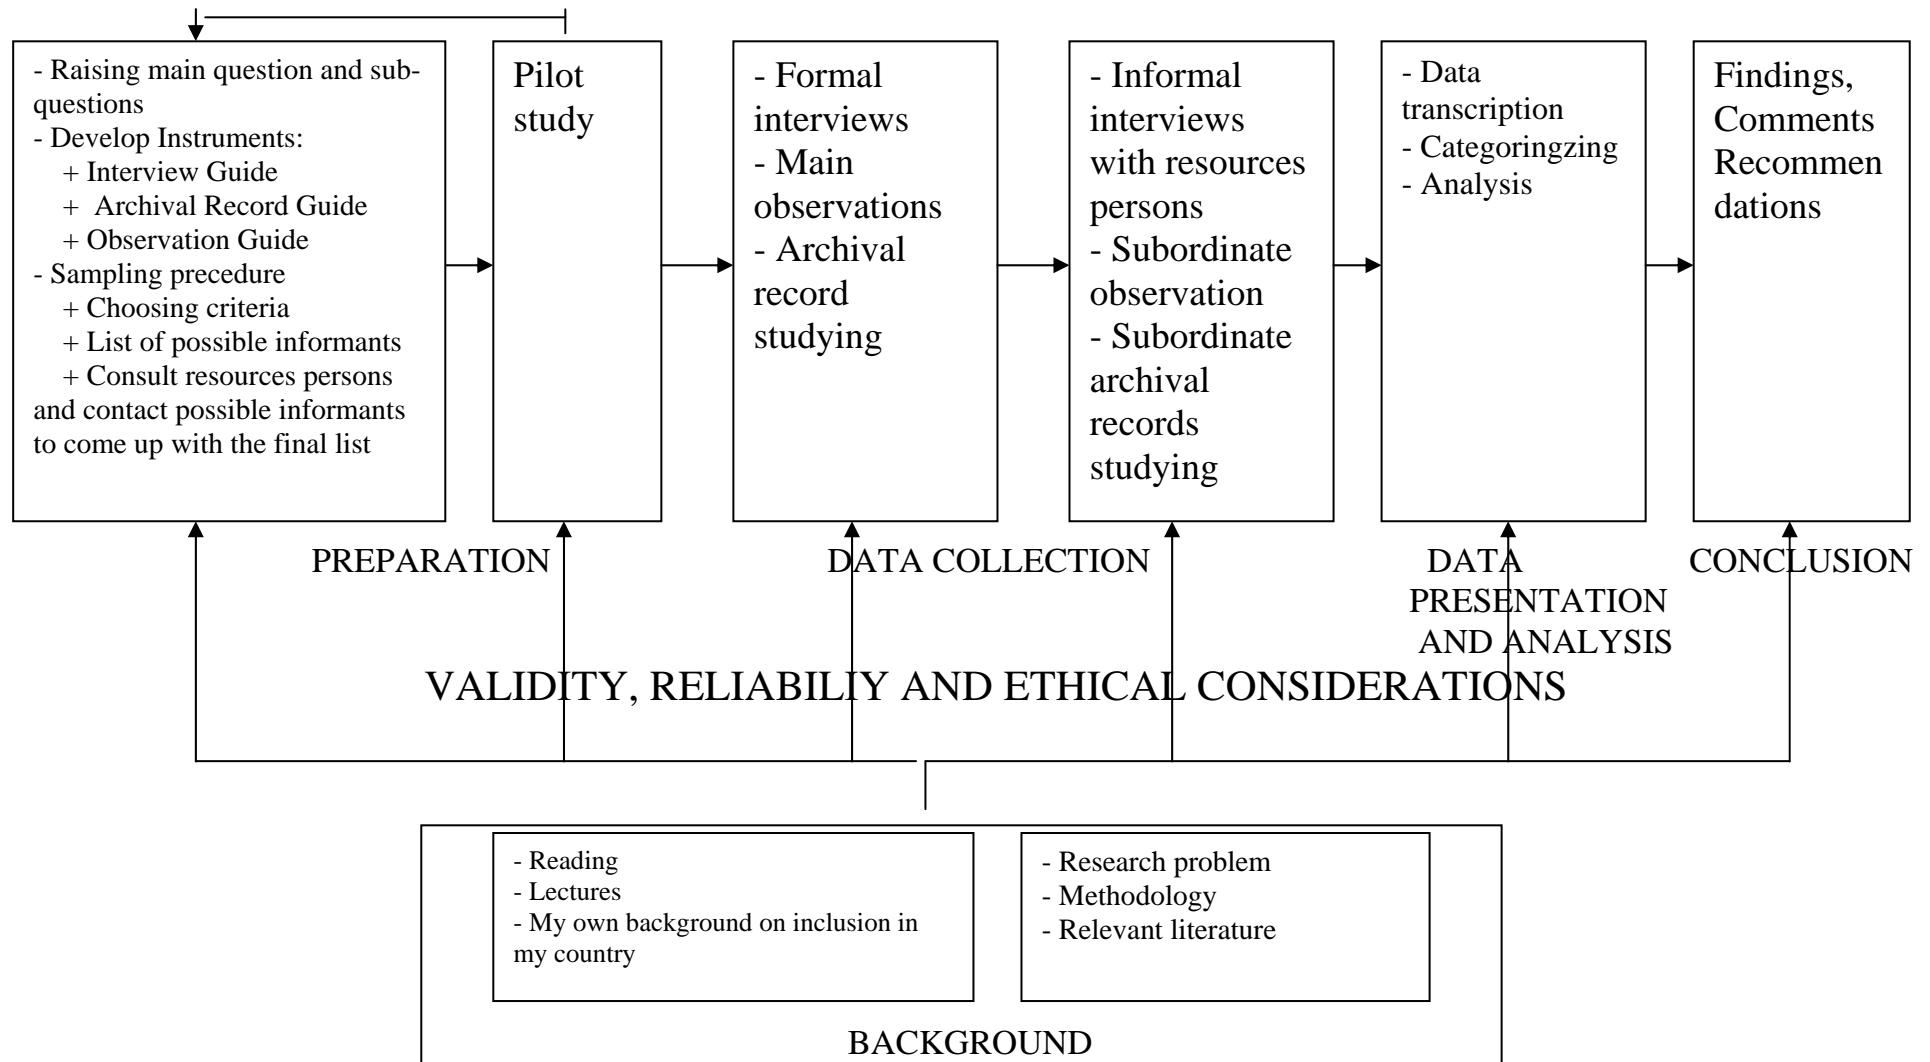 - Raising main question and sub-
questions
- Develop Instruments:
+ Interview Guide
+ Archival Record Guide
+ Observation Guide
- Sampling precedure
+ Choosing criteria
+ List of possible informants
+ Consult resources persons
and contact possible informants
to come up with the final list
Pilot
study
- Formal
interviews
- Main
observations
- Archival
record
studying
- Informal
interviews
with resources
persons
- Subordinate
observation
- Subordinate
archival
records
studying
- Data
transcription
- Categoringzing
- Analysis
Findings,
Comments
Recommen
dations
PREPARATION
DATA COLLECTION
DATA
PRESENTATION
AND ANALYSIS
CONCLUSION
VALIDITY, RELIABILIY AND ETHICAL CONSIDERATIONS
- Reading
- Lectures
- My own background on inclusion in
my country
- Research problem
- Methodology
- Relevant literature
BACKGROUND